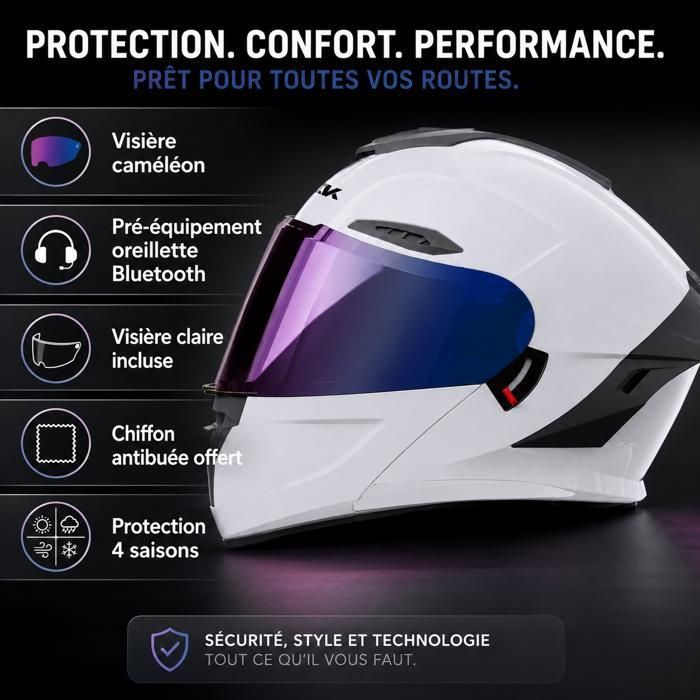 PROTECTION. CONFORT. PERFORMANCE.
PRÊT POUR TOUTES VOS ROUTES.
Visière
caméléon
Pré-équipement
oreillette
Bluetooth
Visière claire
incluse
Chiffon
antibuée offert
Protection
4 saisons
SÉCURITÉ, STYLE ET TECHNOLOGIE
TOUT CE QU'IL VOUS FAUT.